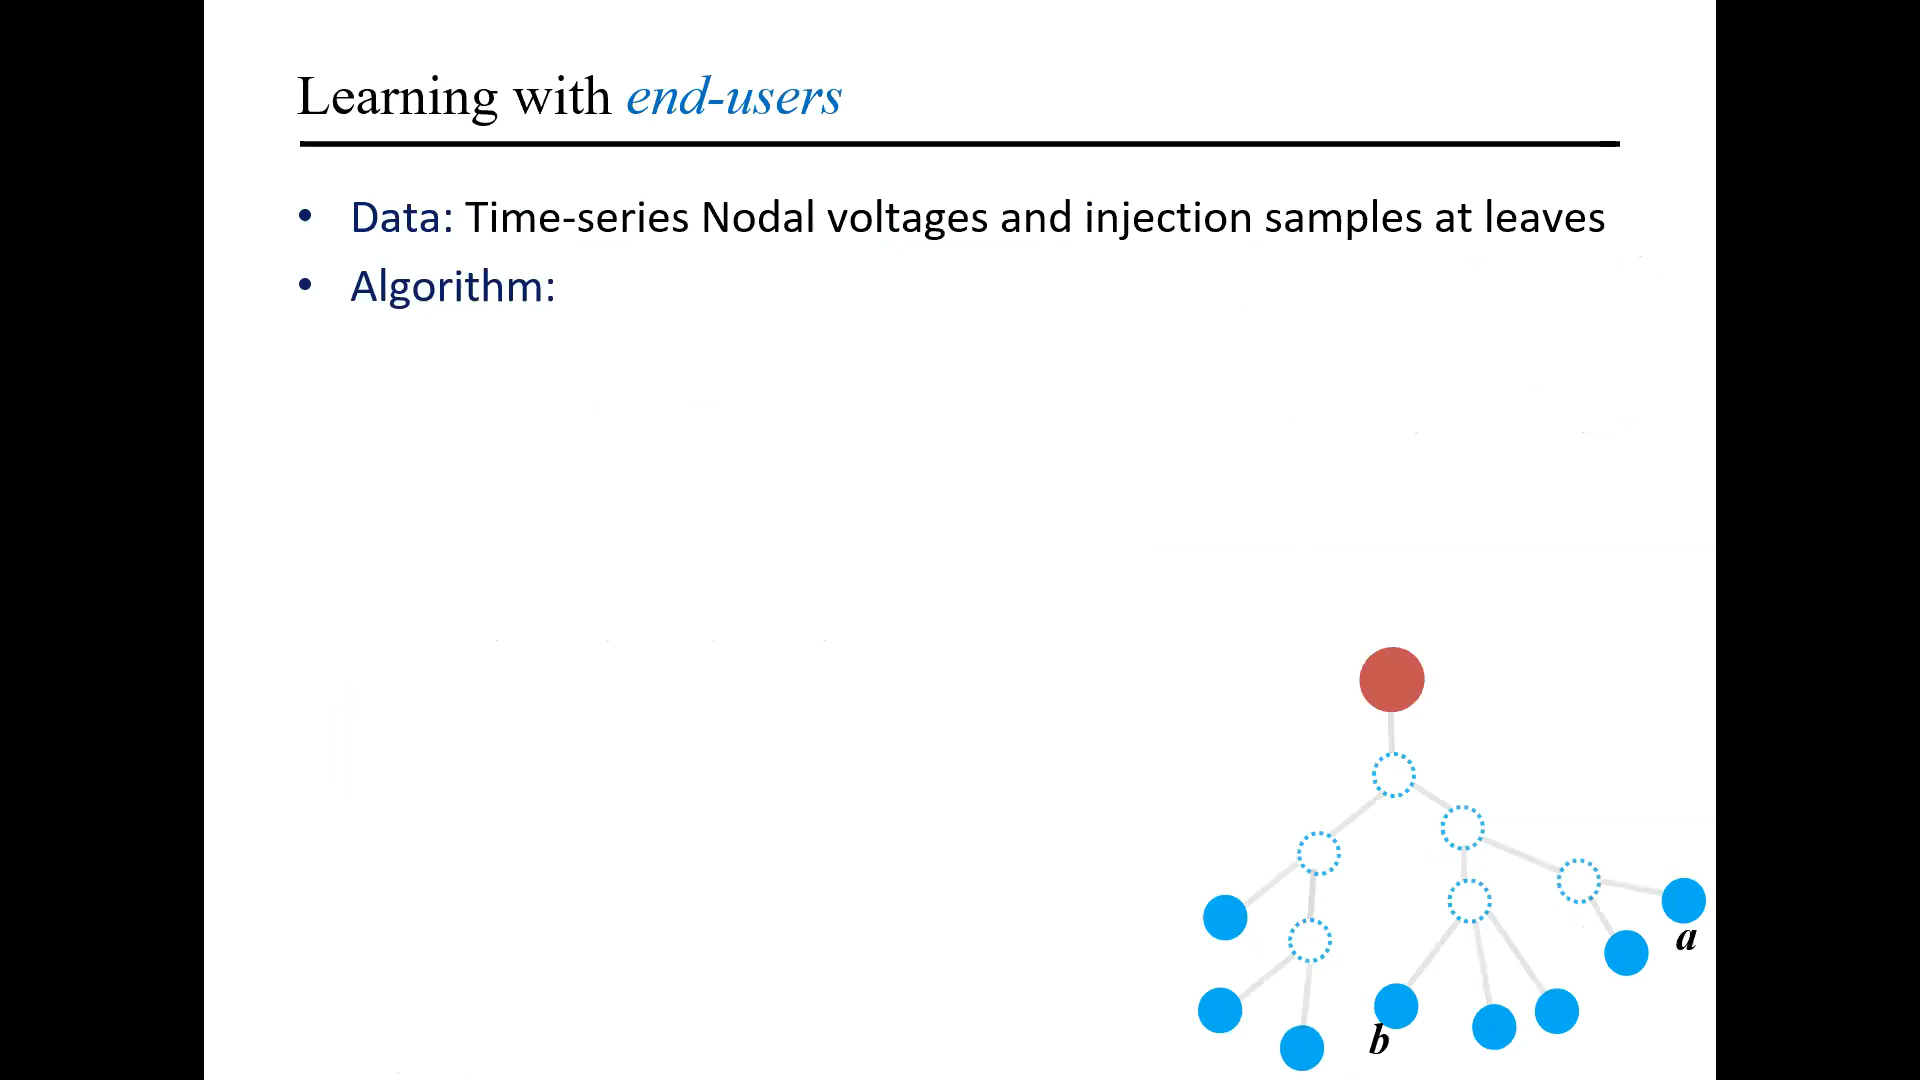 Learning with end-users
• Data: Time-series Nodal voltages and injection samples at leaves
• Algorithm:
a
b